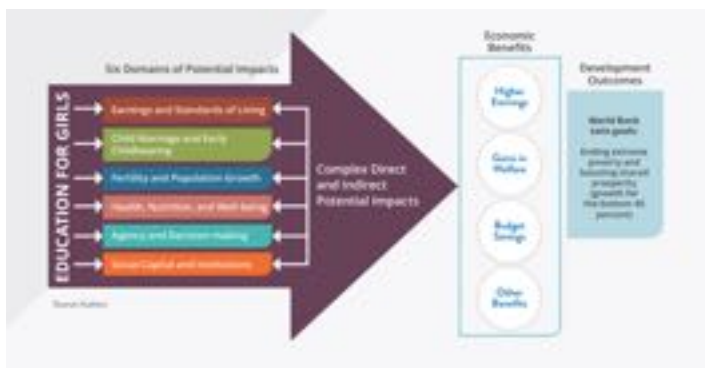 Six Domains of Potential Impacts
EDUCATION FOR GIRLS
Earnings and Standards of Living
Child Marriage and Early
Childbearing
Fertility and Population Growth
Health, Nutrition, and Well-being
Agency and Decision-making
Social Capital and Institutions
Complex Direct
and Indirect
Potential Impacts
Source: Authors
Economic
Benefits
Higher
Earnings
Gains in
Welfare
Budget
Savings
Other
Benefits
Development
Outcomes
World Bank
twin goals:
Ending extreme
poverty and
boosting shared
prosperity
(growth for
the bottom 40
percent)